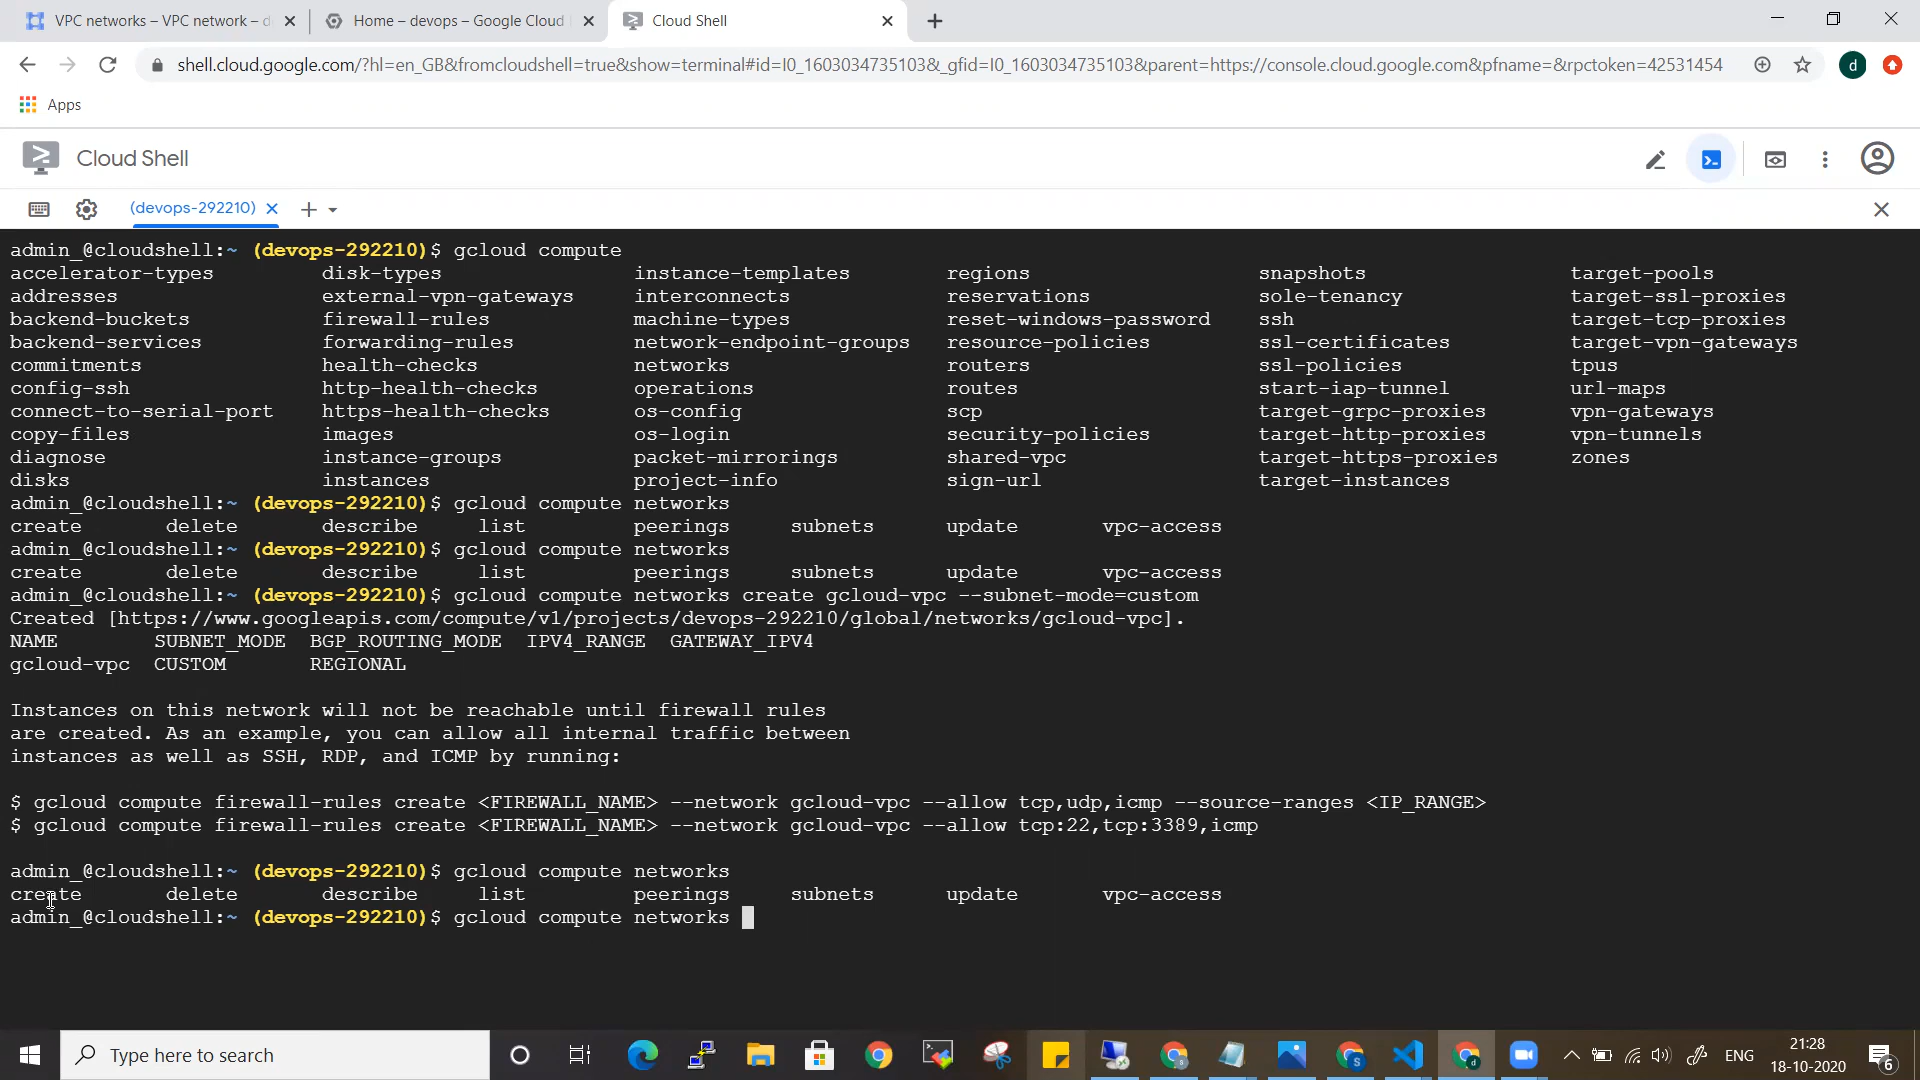 VPC networks – VPC network – d
Home – devops – Google Cloud
Cloud Shell
shell.cloud.google.com/?hl=en_GB&fromcloudshell=true&show=terminal#id=I0_1603034735103&_gfid=I0_1603034735103&parent=https://console.cloud.google.com&pfname=&rpctoken=42531454
d
Apps
Cloud Shell
(devops-292210)
admin_@cloudshell:~ (devops-292210)$ gcloud compute
accelerator-types disk-types instance-templates regions snapshots target-pools
addresses external-vpn-gateways interconnects reservations sole-tenancy target-ssl-proxies
backend-buckets firewall-rules machine-types reset-windows-password ssh target-tcp-proxies
backend-services forwarding-rules network-endpoint-groups resource-policies ssl-certificates target-vpn-gateways
commitments health-checks networks routers ssl-policies tpus
config-ssh http-health-checks operations routes start-iap-tunnel url-maps
connect-to-serial-port https-health-checks os-config scp target-grpc-proxies vpn-gateways
copy-files images os-login security-policies target-http-proxies vpn-tunnels
diagnose instance-groups packet-mirrorings shared-vpc target-https-proxies zones
disks instances project-info sign-url target-instances
admin_@cloudshell:~ (devops-292210)$ gcloud compute networks
create delete describe list peerings subnets update vpc-access
admin_@cloudshell:~ (devops-292210)$ gcloud compute networks
create delete describe list peerings subnets update vpc-access
admin_@cloudshell:~ (devops-292210)$ gcloud compute networks create gcloud-vpc --subnet-mode=custom
Created [https://www.googleapis.com/compute/v1/projects/devops-292210/global/networks/gcloud-vpc].
NAME SUBNET_MODE BGP_ROUTING_MODE IPV4_RANGE GATEWAY_IPV4
gcloud-vpc CUSTOM REGIONAL
Instances on this network will not be reachable until firewall rules
are created. As an example, you can allow all internal traffic between
instances as well as SSH, RDP, and ICMP by running:
$ gcloud compute firewall-rules create <FIREWALL_NAME> --network gcloud-vpc --allow tcp,udp,icmp --source-ranges <IP_RANGE>
$ gcloud compute firewall-rules create <FIREWALL_NAME> --network gcloud-vpc --allow tcp:22,tcp:3389,icmp
admin_@cloudshell:~ (devops-292210)$ gcloud compute networks
create delete describe list peerings subnets update vpc-access
admin_@cloudshell:~ (devops-292210)$ gcloud compute networks
Type here to search
ENG
21:28
18-10-2020
6